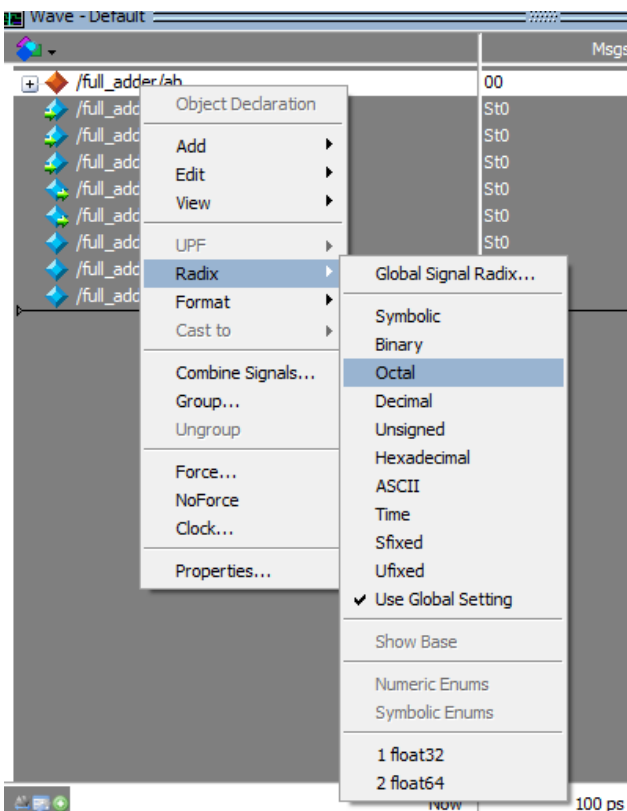 Wave - Default
Msgs
/full_adder/ab
00
/full_add
St0
/full_add
St0
/full_add
St0
/full_add
St0
/full_add
St0
/full_add
St0
/full_add
/full_add
Object Declaration
Add
Edit
View
UPF
Radix
Format
Cast to
Combine Signals...
Group...
Ungroup
Force...
NoForce
Clock...
Properties...
Global Signal Radix...
Symbolic
Binary
Octal
Decimal
Unsigned
Hexadecimal
ASCII
Time
Sfixed
Ufixed
Use Global Setting
Show Base
Numeric Enums
Symbolic Enums
1 float32
2 float64
Now
100 ps